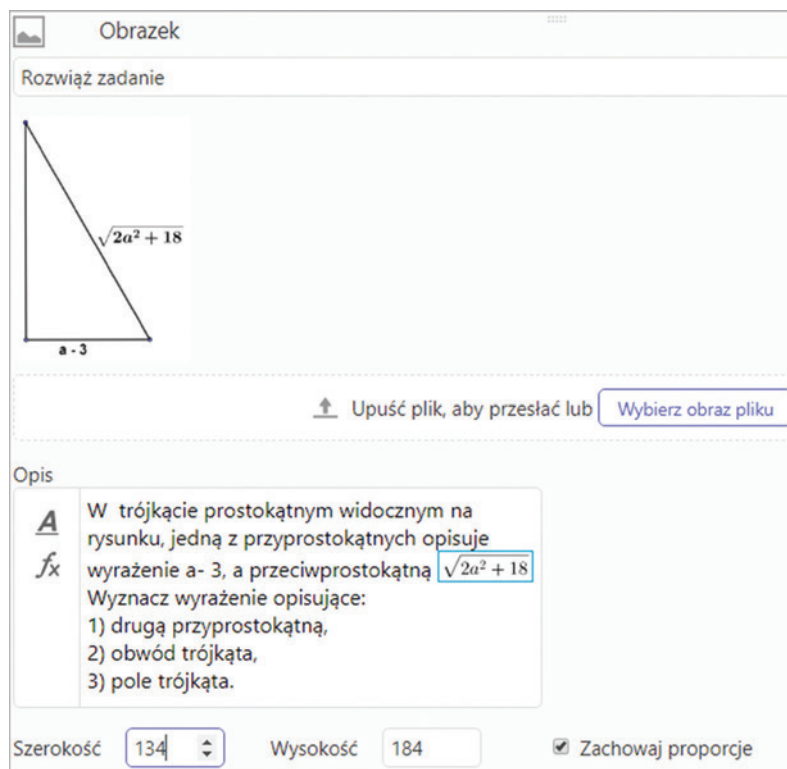 Obrazek
Rozwiąż zadanie
√2a² + 18
a - 3
Upuść plik, aby przesłać lub Wybierz obraz pliku
Opis
A
fx
W trójkącie prostokątnym widocznym na
rysunku, jedną z przyprostokątnych opisuje
wyrażenie a- 3, a przeciwprostokątną √2a² + 18
Wyznacz wyrażenie opisujące:
1) drugą przyprostokątną,
2) obwód trójkąta,
3) pole trójkąta.
Szerokość 134 Wysokość 184 Zachowaj proporcje